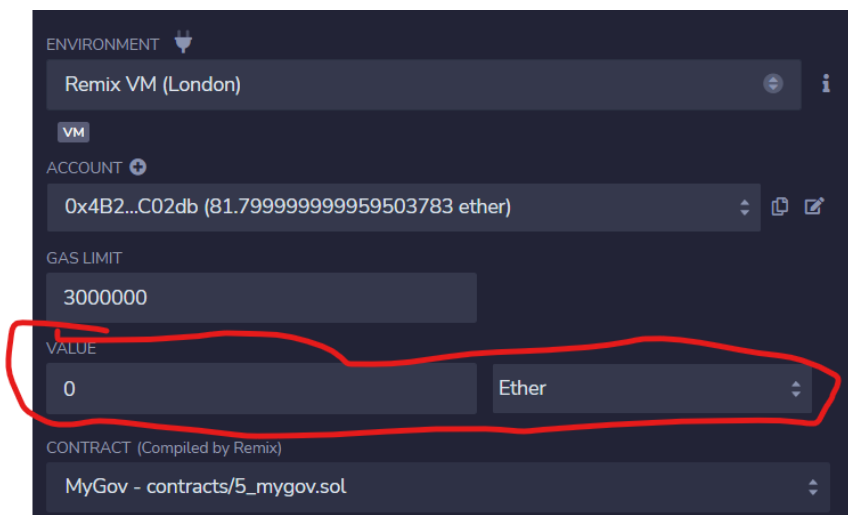 ENVIRONMENT
Remix VM (London)
VM
ACCOUNT
0x4B2...C02db (81.799999999959503783 ether)
GAS LIMIT
3000000
VALUE
0 Ether
CONTRACT (Compiled by Remix)
MyGov - contracts/5_mygov.sol